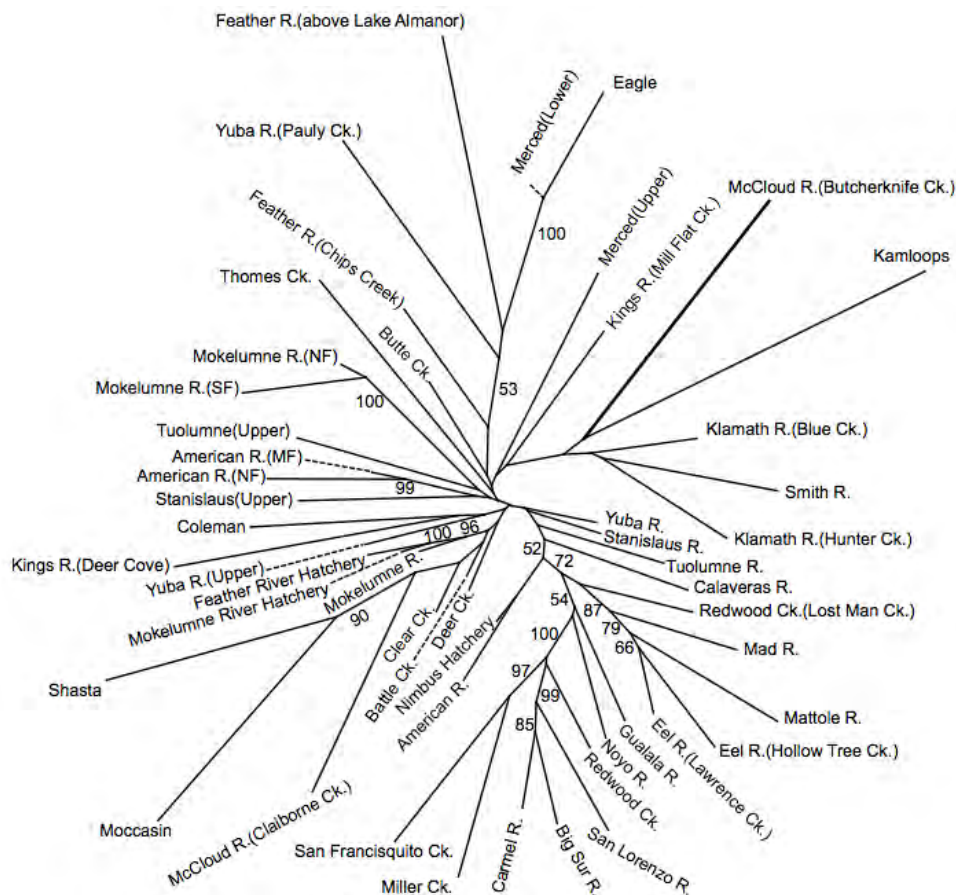 Feather R.(above Lake Almanor)
Eagle
Merced(Lower)
Yuba R.(Pauly Ck.)
McCloud R.(Butcherknife Ck.)
Merced(Upper)
Kings R.(Mill Flat Ck.)
Feather R.(Chips Creek)
100
Kamloops
Thomes Ck.
Butte Ck.
Mokelumne R.(NF)
Mokelumne R.(SF)
53
100
Tuolumne(Upper)
Klamath R.(Blue Ck.)
American R.(MF)
American R.(NF)
99
Smith R.
Stanislaus(Upper)
Coleman
Yuba R.
Stanislaus R.
Klamath R.(Hunter Ck.)
100
96
Kings R.(Deer Cove)
Tuolumne R.
Yuba R.(Upper)
52
72
Calaveras R.
Feather River Hatchery
Mokelumne River Hatchery
Mokelumne R.
54
87
Redwood Ck.(Lost Man Ck.)
90
79
100
66
Mad R.
Clear Ck.
Deer Ck.
Battle Ck.
Nimbus Hatchery
American R.
97
Shasta
99
85
Mattole R.
Gualala R.
Eel R.(Lawrence Ck.)
Eel R.(Hollow Tree Ck.)
Noyo R.
Redwood Ck.
Moccasin
McCloud R.(Claiborne Ck.)
San Francisquito Ck.
Miller Ck.
Carmel R.
Big Sur R.
San Lorenzo R.